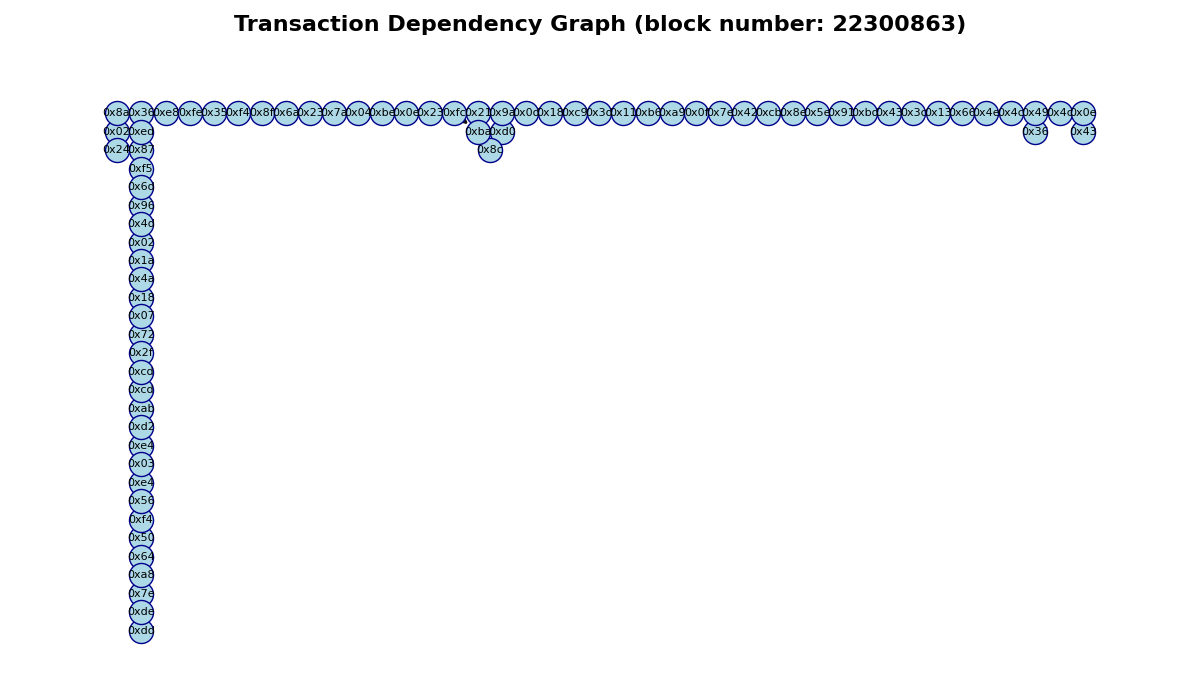 Transaction Dependency Graph (block number: 22300863)
0x8a 0x36 0xe8 0xfe 0x35 0xf4 0x8f 0x6a 0x23 0x7a 0x04 0xbe 0x0e 0x23 0xfc 0x21 0x9a 0x0c 0x18 0xc9 0x3c 0x11 0xb6 0xa9 0x0f 0x7e 0x42 0xcb 0x8e 0x5e 0x91 0xbc 0x43 0x3c 0x13 0x66 0x4e 0x4c 0x49 0x4c 0x0e
0x02 0xec 0xba 0xd0 0x36 0x43
0x24 0x87 0x8c
0xf5
0x6c
0x96
0x4c
0x02
0x1a
0x4a
0x18
0x07
0x72
0x2f
0xcc
0xcc
0xab
0xd2
0xe4
0x03
0xe4
0x56
0xf4
0x50
0x64
0xa8
0x7e
0xde
0xdd